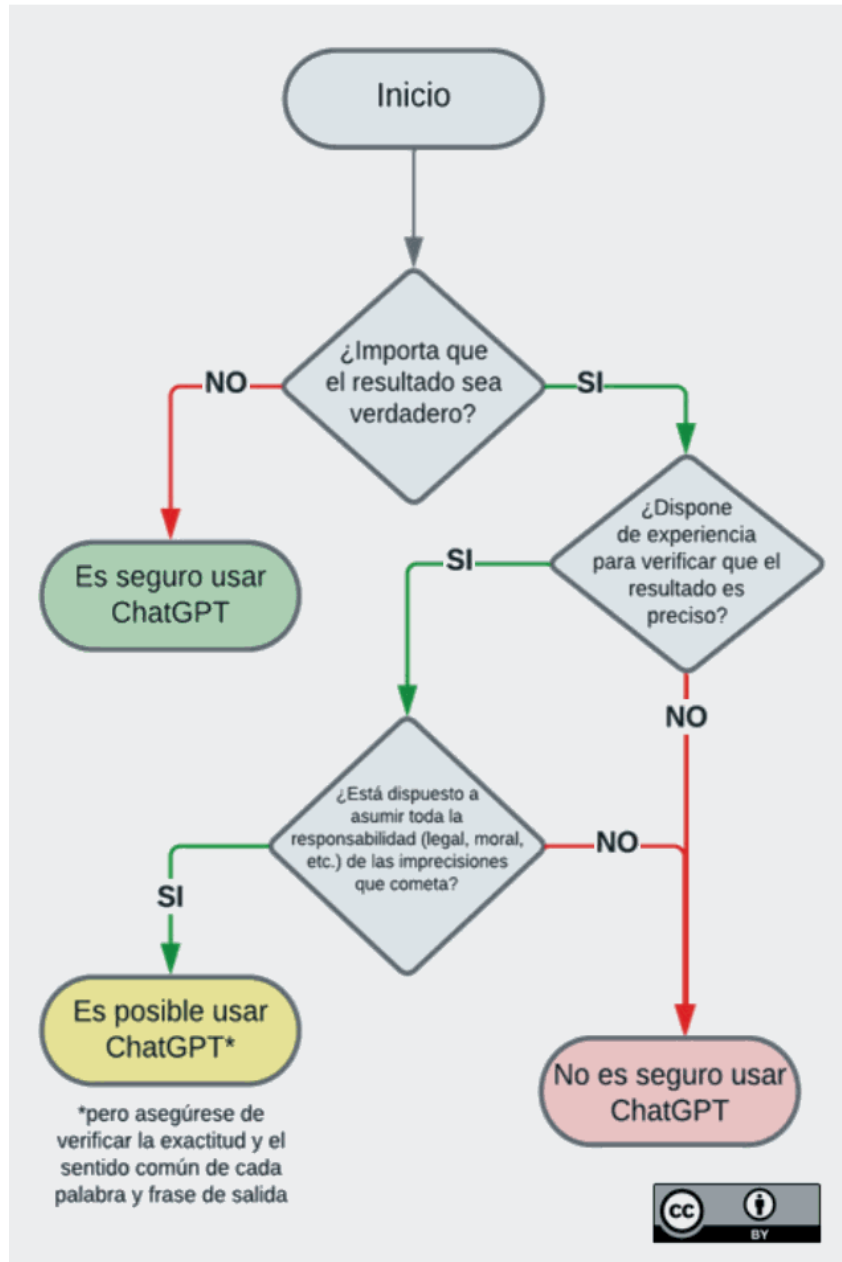 Inicio
¿Importa que
el resultado sea
verdadero?
NO
SI
Es seguro usar
ChatGPT
¿Dispone
de experiencia
para verificar que el
resultado es
preciso?
SI
NO
¿Está dispuesto a
asumir toda la
responsabilidad (legal, moral,
etc.) de las imprecisiones
que cometa?
NO
SI
Es posible usar
ChatGPT*
*pero asegúrese de
verificar la exactitud y el
sentido común de cada
palabra y frase de salida
No es seguro usar
ChatGPT
cc
BY